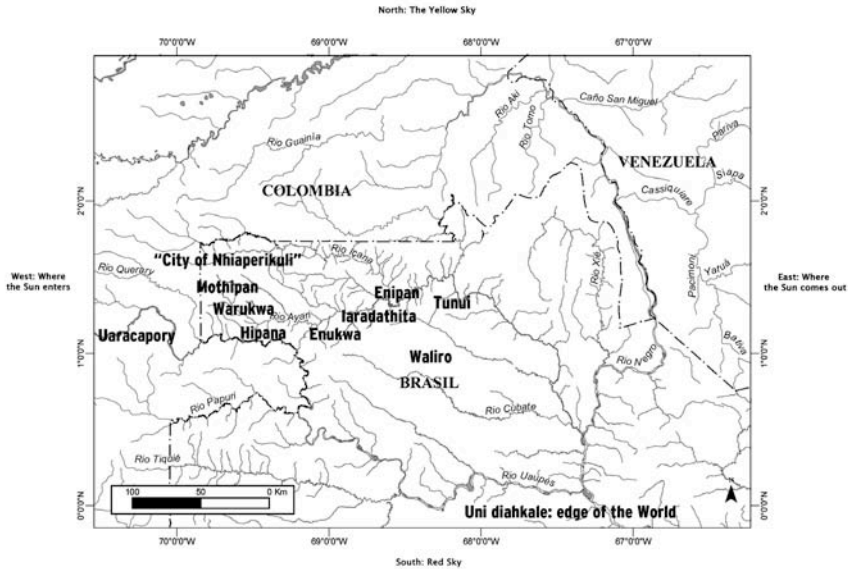 North: The Yellow Sky
70°0'0"W 69°0'0"W 68°0'0"W 67°0'0"W
Rio Aki
Caño San Miguel
Rio Tomo
Pariva
Rio Guainía
VENEZUELA
Siapa
COLOMBIA
Cassiquiare
2°0'0"N 2°0'0"N
"City of Nhiaperikuli"
Rio Içana
Rio Xié
Pacimoni
Yaruá
West: Where
the Sun enters
Rio Querary
East: Where
the Sun comes out
Mothipan
Enipan
Tunui
Warukwa
Rio Ayari
Iaradathita
Uaracapory
Hipana
Enukwa
Bativa
1°0'0"N 1°0'0"N
Waliro
Rio Negro
BRASIL
Rio Papuri
Rio Cubate
Rio Tiquié
Rio Uaupés
100 50 0 Km
N
0°0'0"N 0°0'0"N
Uni diahkale: edge of the World
70°0'0"W 69°0'0"W 68°0'0"W 67°0'0"W
South: Red Sky